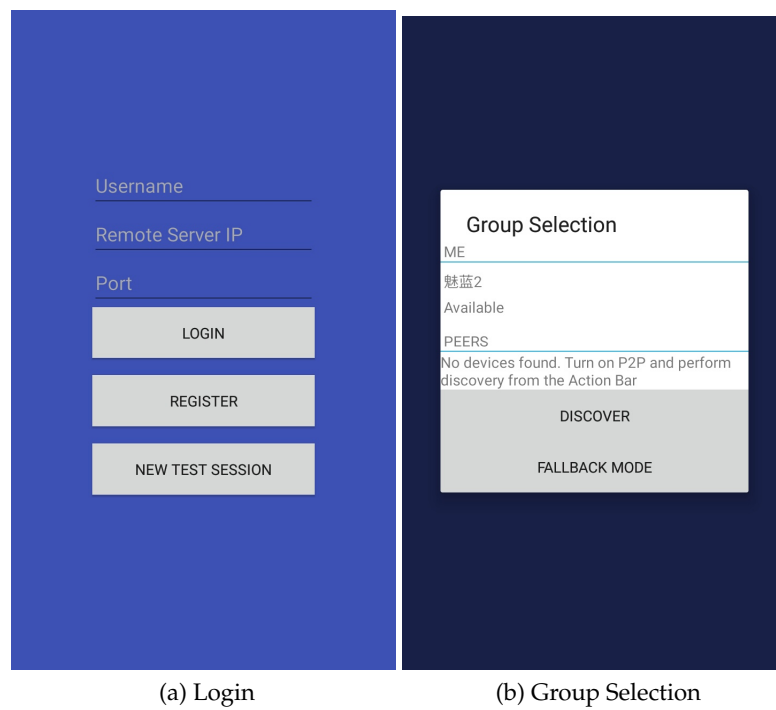 Username
Remote Server IP
Port
LOGIN
REGISTER
NEW TEST SESSION
(a) Login
Group Selection
ME
魅蓝2
Available
PEERS
No devices found. Turn on P2P and perform
discovery from the Action Bar
DISCOVER
FALLBACK MODE
(b) Group Selection